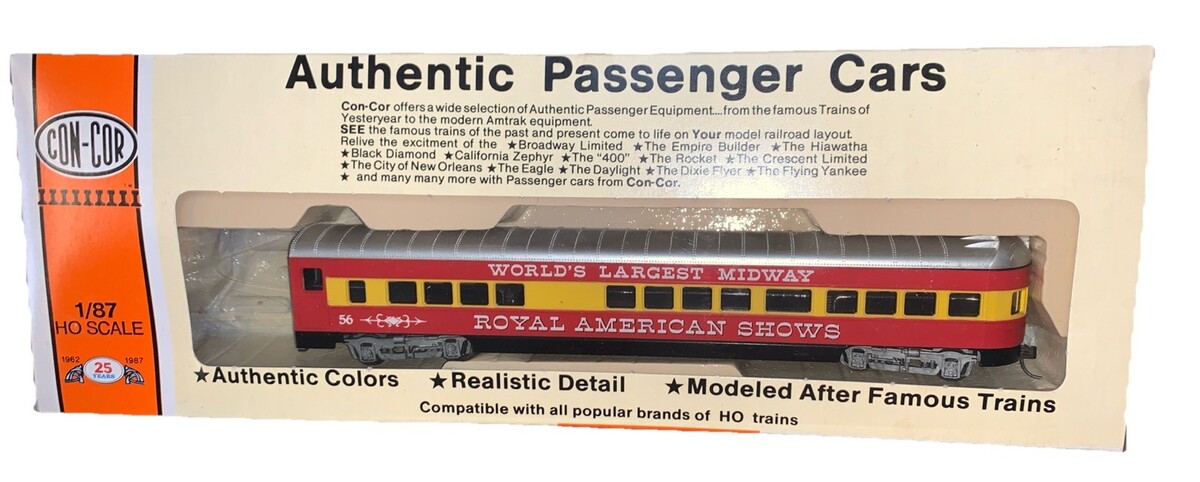 Authentic Passenger Cars
Con-Cor offers a wide selection of Authentic Passenger Equipment....from the famous Trains of
Yesteryear to the modern Amtrak equipment.
SEE the famous trains of the past and present come to life on Your model railroad layout.
Relive the excitment of the ★Broadway Limited ★The Empire Builder ★The Hiawatha
★Black Diamond ★California Zephyr ★The "400" ★The Rocket ★The Crescent Limited
★The City of New Orleans ★The Eagle ★The Daylight ★The Dixie Flyer ★The Flying Yankee
★ and many many more with Passenger cars from Con-Cor.
CON-COR
WORLD'S LARGEST MIDWAY
56 ROYAL AMERICAN SHOWS
1/87
HO SCALE
1962 25 YEARS 1987
★Authentic Colors ★Realistic Detail ★Modeled After Famous Trains
Compatible with all popular brands of HO trains